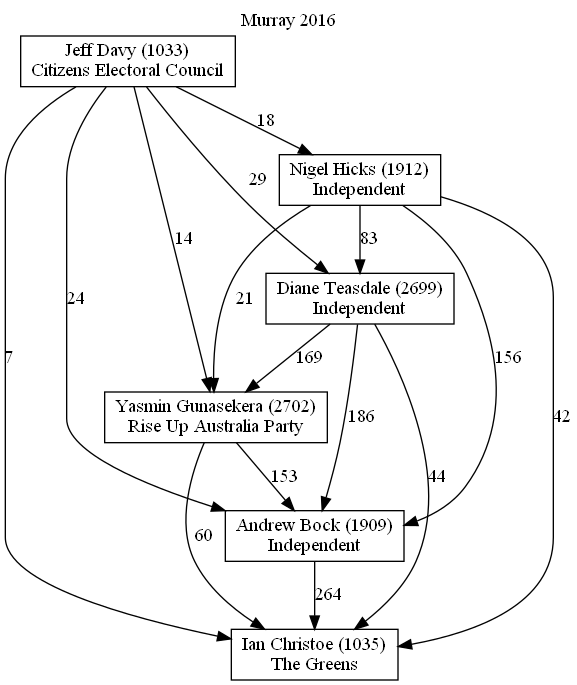 Murray 2016
Jeff Davy (1033)
Citizens Electoral Council
18
Nigel Hicks (1912)
Independent
29
14
83
24
21
Diane Teasdale (2699)
Independent
7
169
156
Yasmin Gunasekera (2702)
Rise Up Australia Party
186
42
153
44
60
Andrew Bock (1909)
Independent
264
Ian Christoe (1035)
The Greens